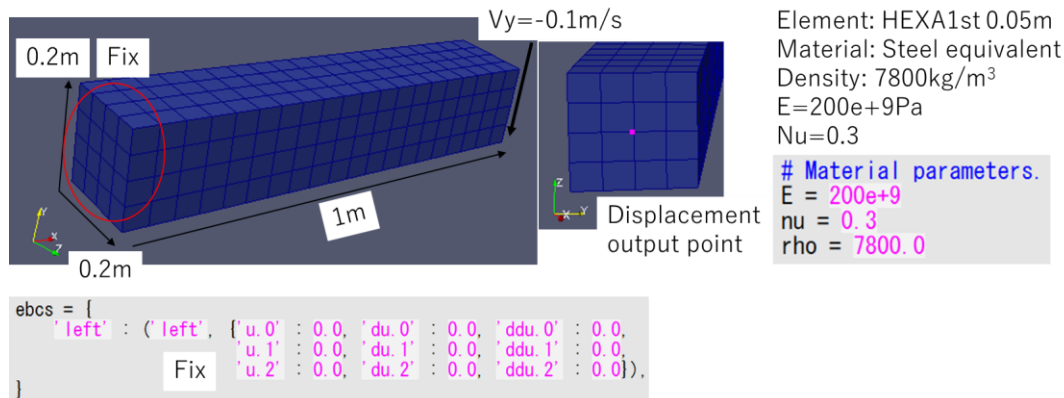 Vy=-0.1m/s
0.2m
Fix
1m
0.2m
Y
X
Z
Z
X
Y
Displacement
output point
Element: HEXA1st 0.05m
Material: Steel equivalent
Density: 7800kg/m³
E=200e+9Pa
Nu=0.3
# Material parameters.
E = 200e+9
nu = 0.3
rho = 7800.0
ebcs = {
'left' : ('left', {'u.0' : 0.0, 'du.0' : 0.0, 'ddu.0' : 0.0,
'u.1' : 0.0, 'du.1' : 0.0, 'ddu.1' : 0.0,
'u.2' : 0.0, 'du.2' : 0.0, 'ddu.2' : 0.0}),
Fix
}